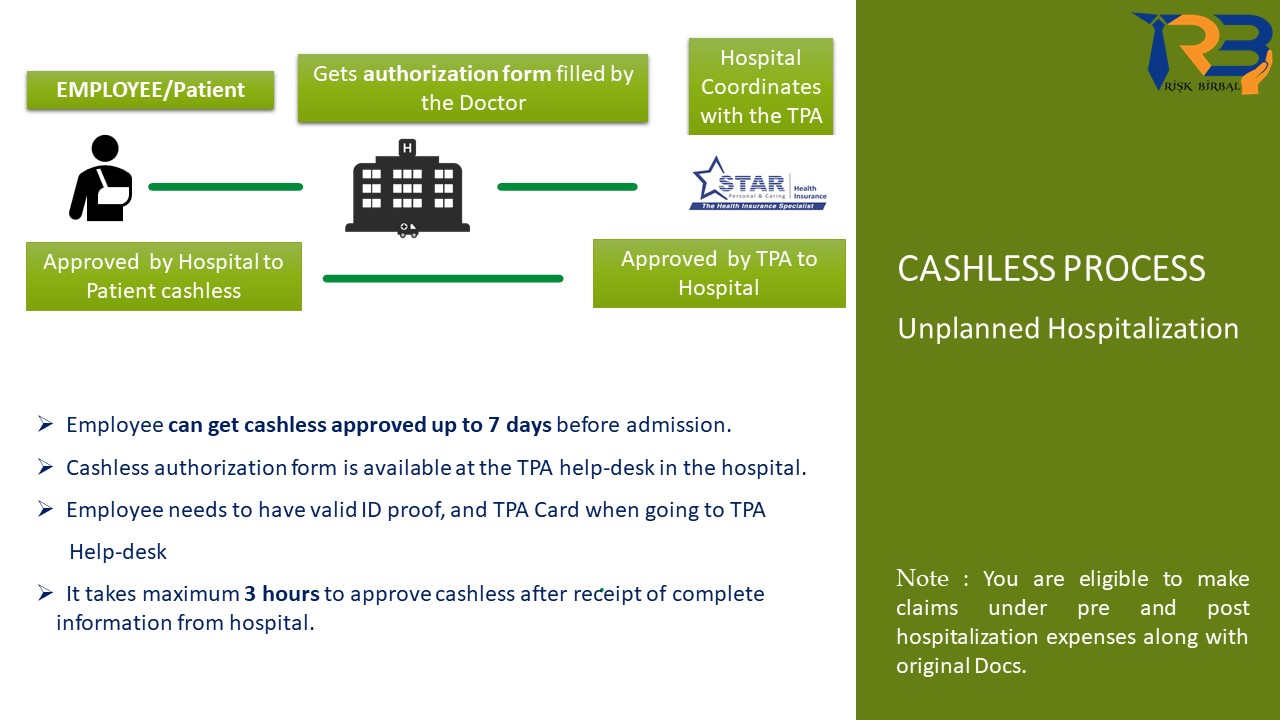 EMPLOYEE/Patient
Gets authorization form filled by
the Doctor
Hospital
Coordinates
with the TPA
H
STAR
Health
Insurance
Personal & Caring
The Health Insurance Specialist
Approved by Hospital to
Patient cashless
Approved by TPA to
Hospital
➢ Employee can get cashless approved up to 7 days before admission.
➢ Cashless authorization form is available at the TPA help-desk in the hospital.
➢ Employee needs to have valid ID proof, and TPA Card when going to TPA
Help-desk
➢ It takes maximum 3 hours to approve cashless after receipt of complete
information from hospital.
RB
RISK BIRBAL
CASHLESS PROCESS
Unplanned Hospitalization
Note : You are eligible to make
claims under pre and post
hospitalization expenses along with
original Docs.